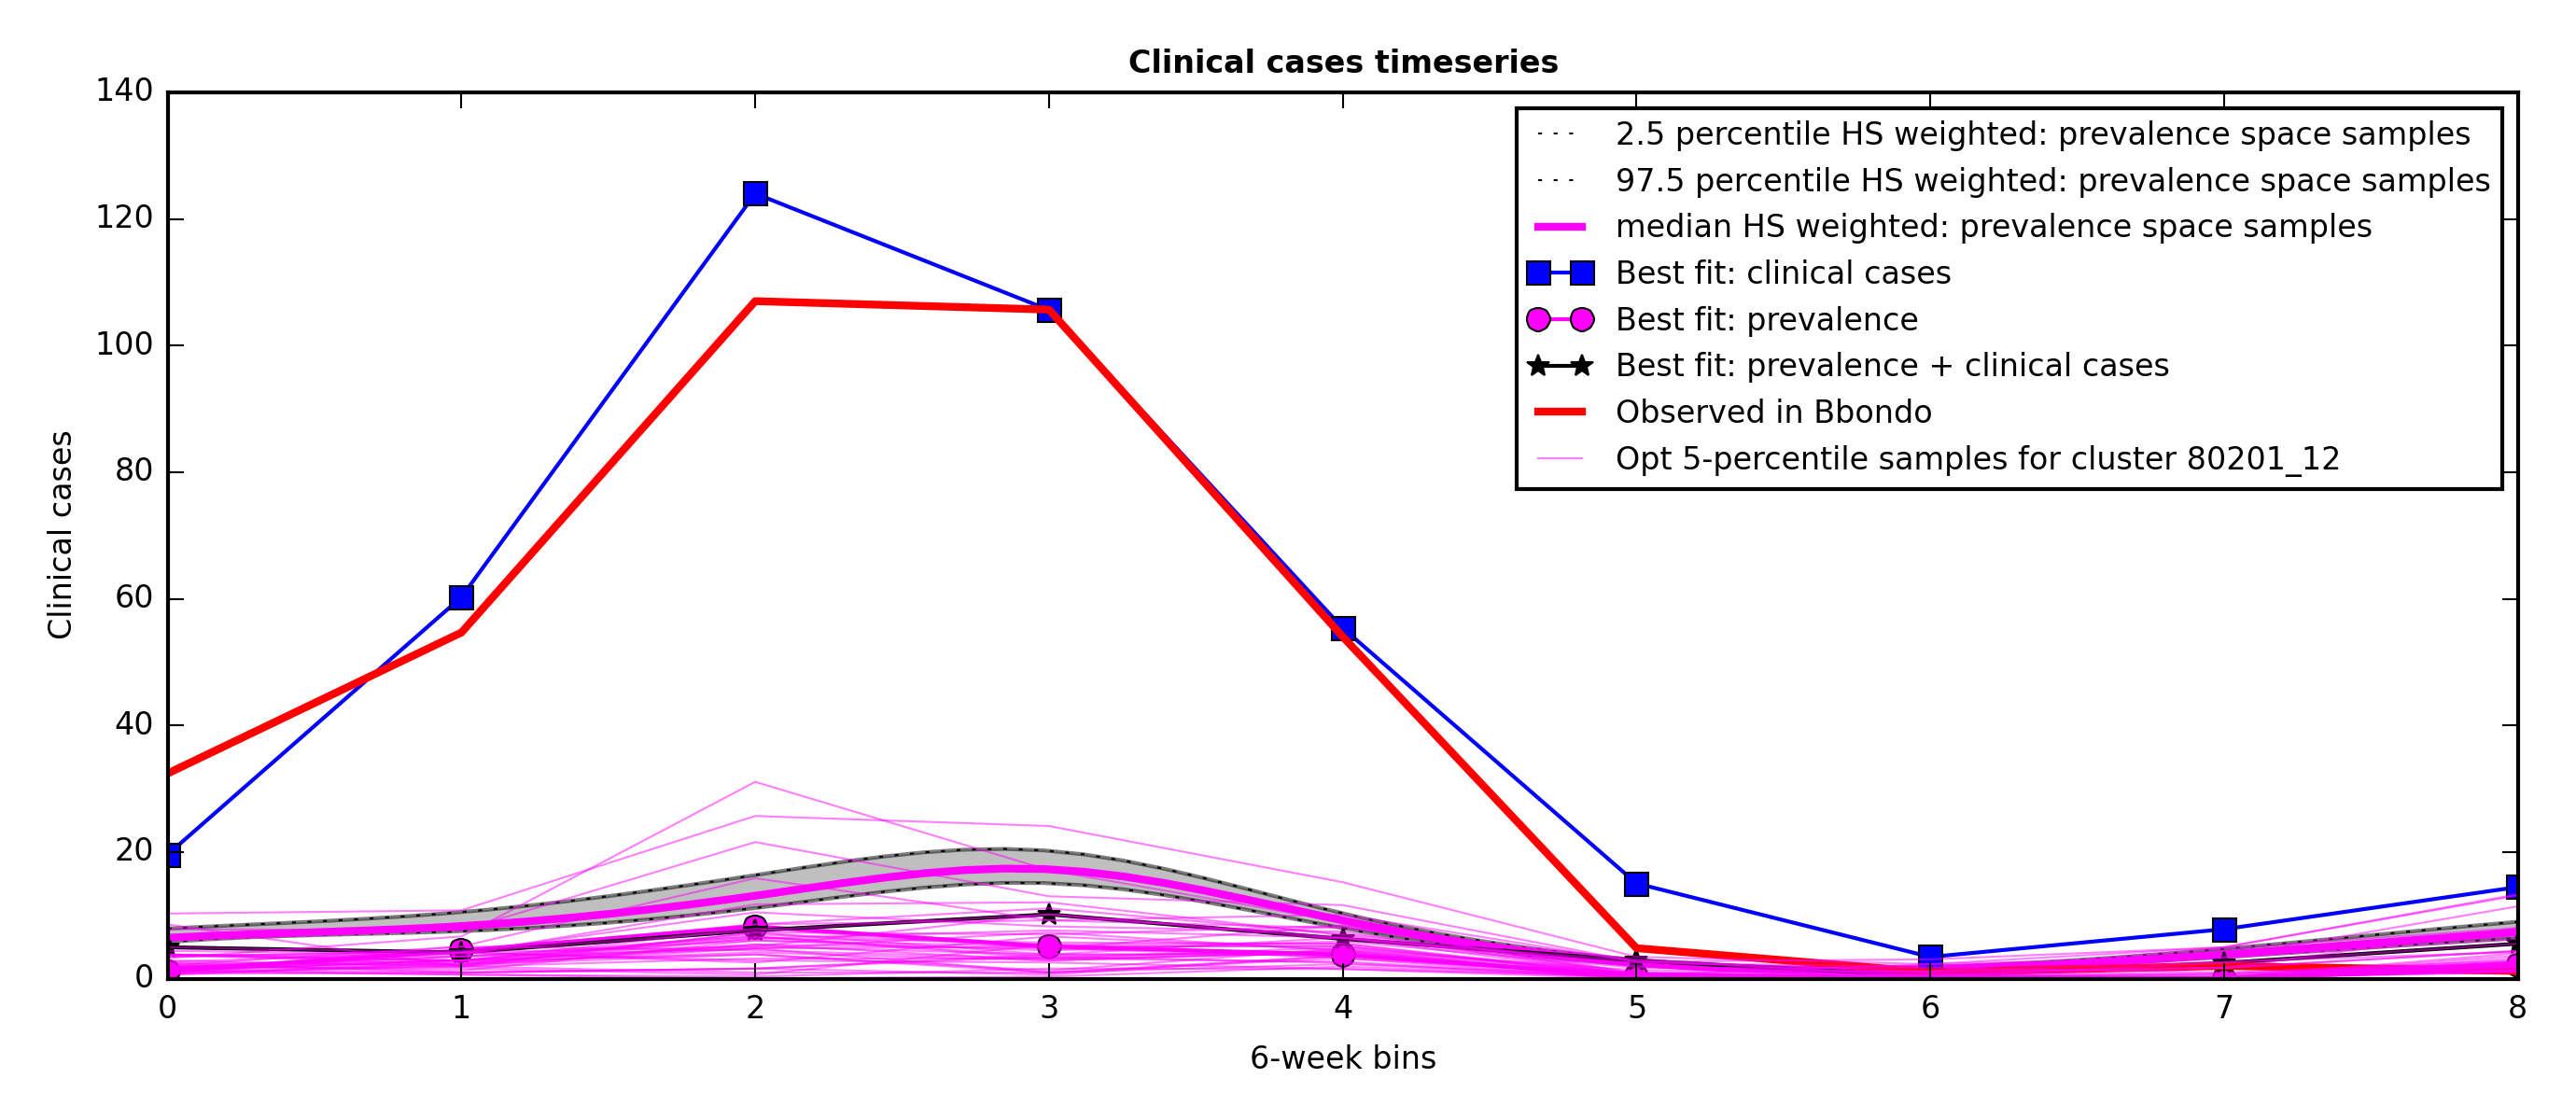 Clinical cases timeseries
140
120
100
80
60
40
20
0
Clinical cases
2.5 percentile HS weighted: prevalence space samples
97.5 percentile HS weighted: prevalence space samples
median HS weighted: prevalence space samples
Best fit: clinical cases
Best fit: prevalence
Best fit: prevalence + clinical cases
Observed in Bbondo
Opt 5-percentile samples for cluster 80201_12
0 1 2 3 4 5 6 7 8
6-week bins